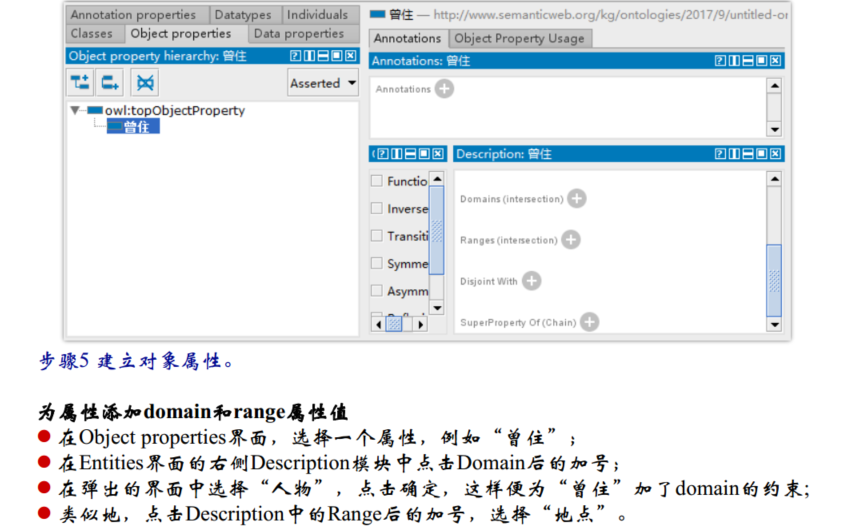 Annotation properties Datatypes Individuals
Classes Object properties Data properties
Object property hierarchy: 曾住
Asserted
owl:topObjectProperty
曾住
曾住 — http://www.semanticweb.org/kg/ontologies/2017/9/untitled-or
Annotations Object Property Usage
Annotations: 曾住
Annotations
Description: 曾住
Functio
Inverse
Transiti
Symme
Asymm
Domains (intersection)
Ranges (intersection)
Disjoint With
SuperProperty Of (Chain)
步骤5 建立对象属性。
为属性添加domain和range属性值
● 在Object properties界面，选择一个属性，例如“曾住”；
● 在Entities界面的右侧Description模块中点击Domain后的加号；
● 在弹出的界面中选择“人物”，点击确定，这样便为“曾住”加了domain的约束;
● 类似地，点击Description中的Range后的加号，选择“地点”。